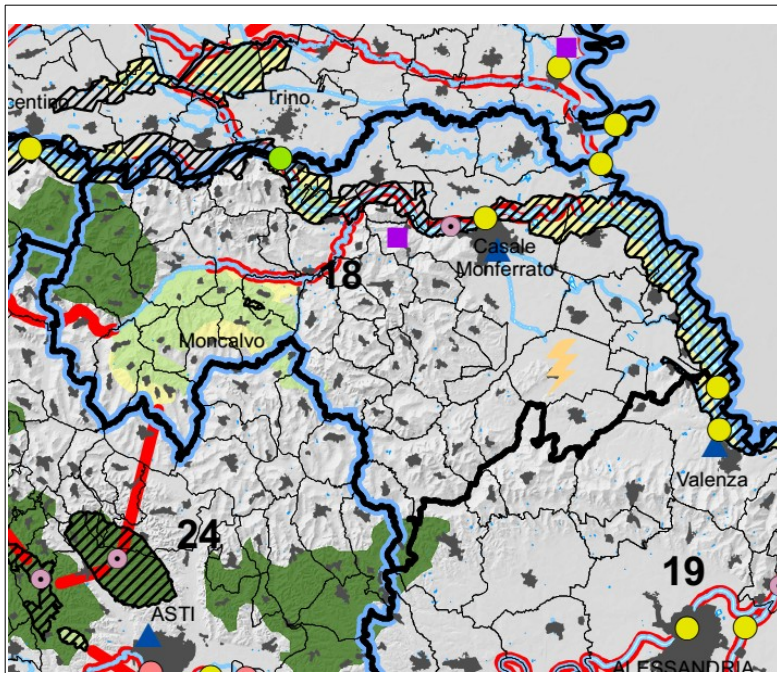 centino
Trino
18
Casale
Monferrato
Moncalvo
Valenza
24
19
ASTI
ALESSANDRIA